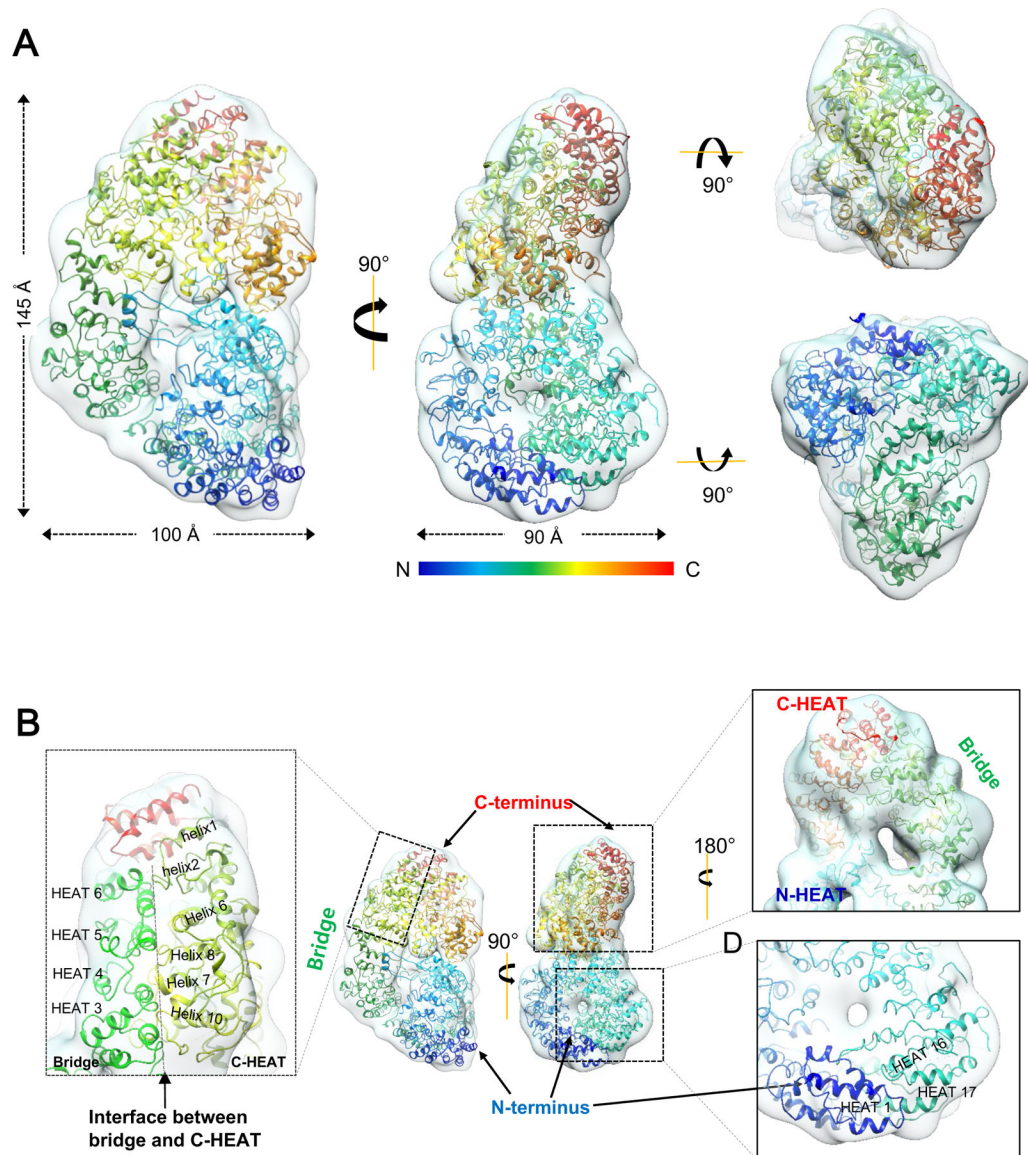 A
145 Å
100 Å
90°
90 Å
90°
90°
N
C
B
HEAT 6
HEAT 5
HEAT 4
HEAT 3
helix1
helix2
Helix 6
Helix 8
Helix 7
Helix 10
Bridge
C-HEAT
Interface between
bridge and C-HEAT
Bridge
C-terminus
90°
N-terminus
180°
C-HEAT
Bridge
N-HEAT
D
HEAT 16
HEAT 17
HEAT 1